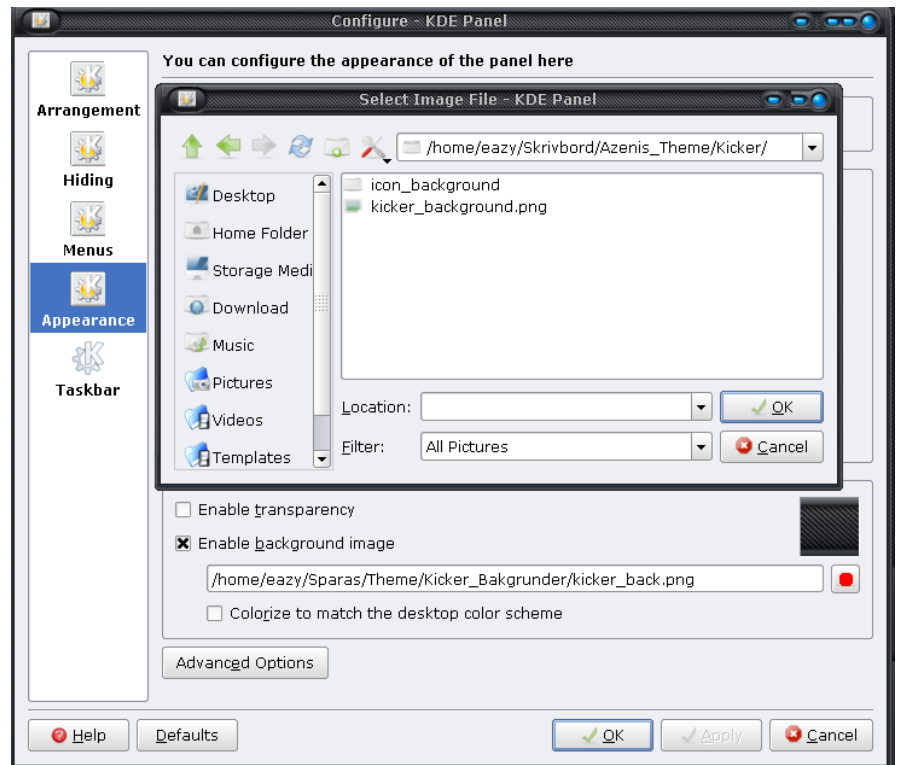 Configure - KDE Panel
You can configure the appearance of the panel here
Arrangement
Hiding
Menus
Appearance
Taskbar
Select Image File - KDE Panel
/home/eazy/Skrivbord/Azenis_Theme/Kicker/
Desktop
Home Folder
Storage Medi
Download
Music
Pictures
Videos
Templates
icon_background
kicker_background.png
Location:
OK
Filter: All Pictures
Cancel
Enable transparency
Enable background image
/home/eazy/Sparas/Theme/Kicker_Bakgrunder/kicker_back.png
Colorize to match the desktop color scheme
Advanced Options
Help Defaults OK Apply Cancel